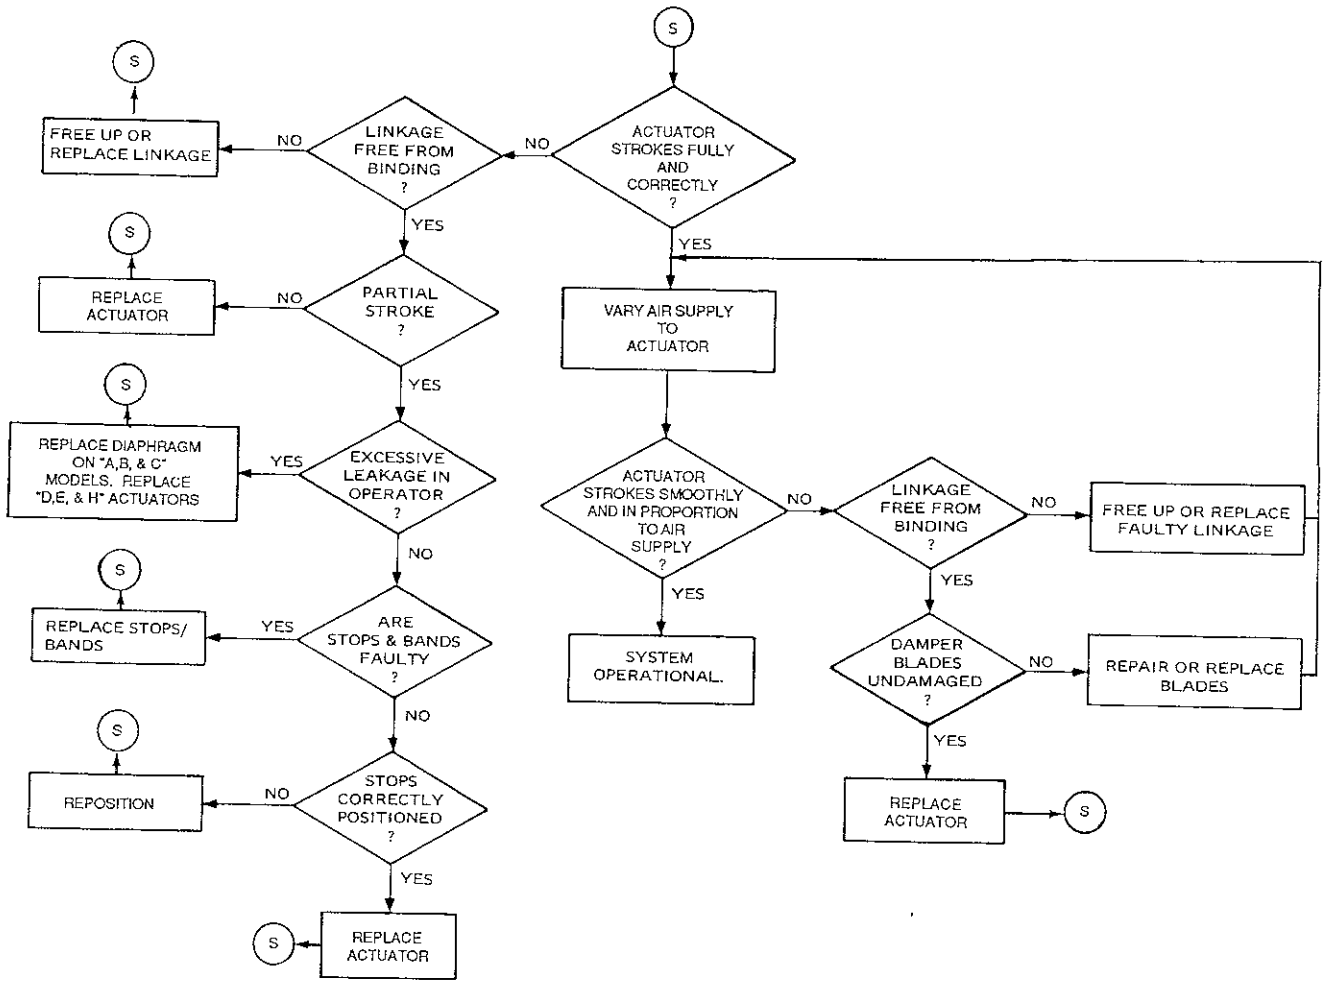 S
ACTUATOR
STROKES FULLY
AND
CORRECTLY
?
NO
YES
LINKAGE
FREE FROM
BINDING
?
NO
YES
S
FREE UP OR
REPLACE LINKAGE
PARTIAL
STROKE
?
NO
YES
S
REPLACE
ACTUATOR
EXCESSIVE
LEAKAGE IN
OPERATOR
?
YES
NO
S
REPLACE DIAPHRAGM
ON "A,B, & C"
MODELS. REPLACE
"D,E, & H" ACTUATORS
ARE
STOPS & BANDS
FAULTY
?
YES
NO
S
REPLACE STOPS/
BANDS
STOPS
CORRECTLY
POSITIONED
?
NO
YES
S
REPOSITION
REPLACE
ACTUATOR
S
VARY AIR SUPPLY
TO
ACTUATOR
ACTUATOR
STROKES SMOOTHLY
AND IN PROPORTION
TO AIR
SUPPLY
?
NO
YES
SYSTEM
OPERATIONAL.
LINKAGE
FREE FROM
BINDING
?
NO
YES
FREE UP OR REPLACE
FAULTY LINKAGE
DAMPER
BLADES
UNDAMAGED
?
NO
YES
REPAIR OR REPLACE
BLADES
REPLACE
ACTUATOR
S